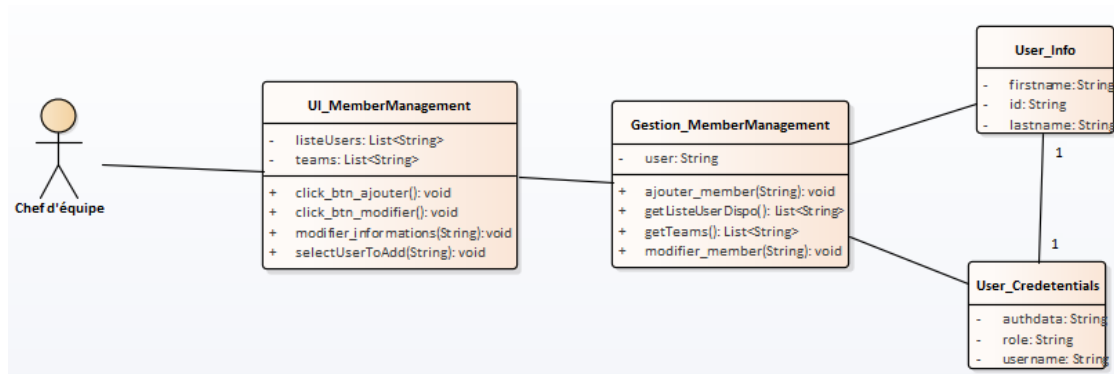 Chef d'équipe
UI_MemberManagement
- listeUsers: List<String>
- teams: List<String>
+ click_btn_ajouter(): void
+ click_btn_modifier(): void
+ modifier_informations(String): void
+ selectUserToAdd(String): void
Gestion_MemberManagement
- user: String
+ ajouter_member(String): void
+ getListeUserDispo(): List<String>
+ getTeams(): List<String>
+ modifier_member(String): void
User_Info
- firstname: String
- id: String
- lastname: String
1
1
User_Credetentials
- authdata: String
- role: String
- username: String